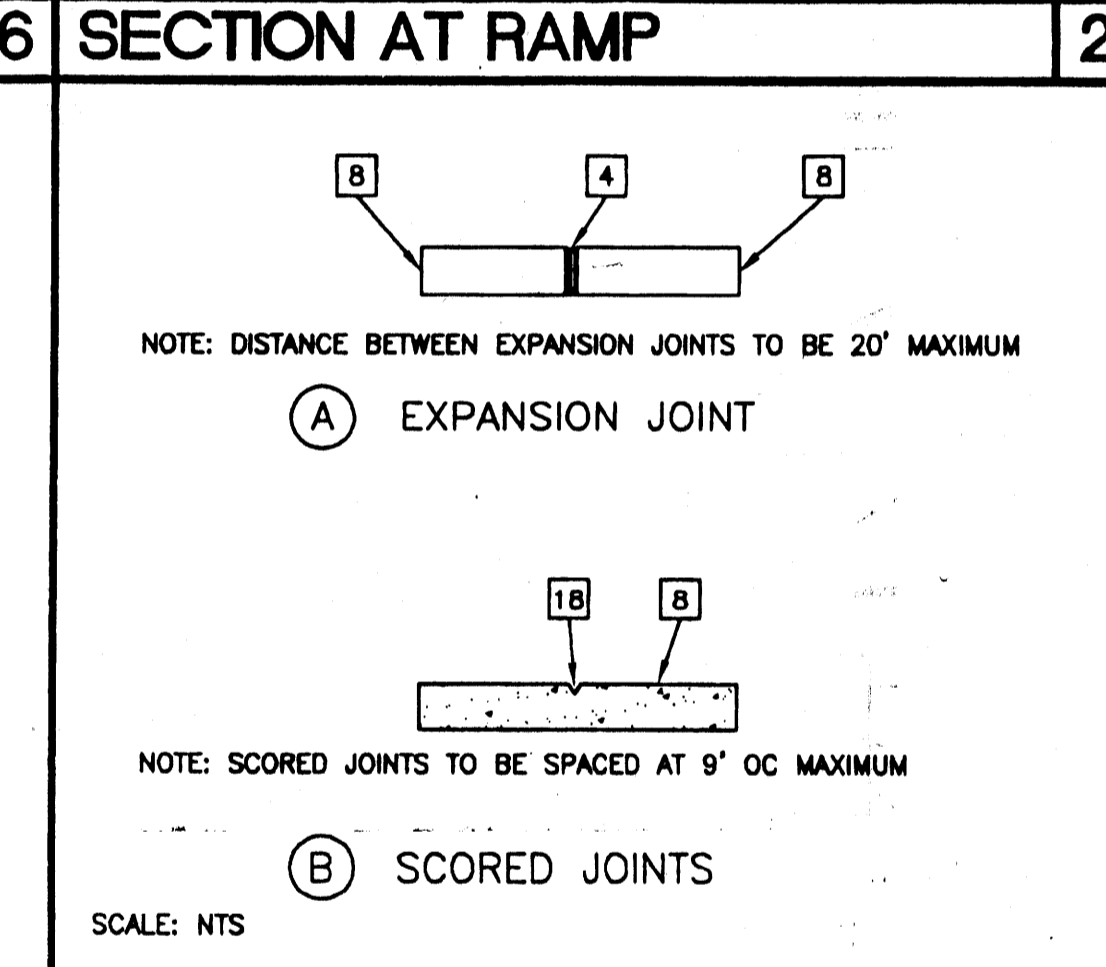 6 SECTION AT RAMP 2
8 4 8
NOTE: DISTANCE BETWEEN EXPANSION JOINTS TO BE 20' MAXIMUM
A EXPANSION JOINT
18 8
NOTE: SCORED JOINTS TO BE SPACED AT 9' OC MAXIMUM
B SCORED JOINTS
SCALE: NTS